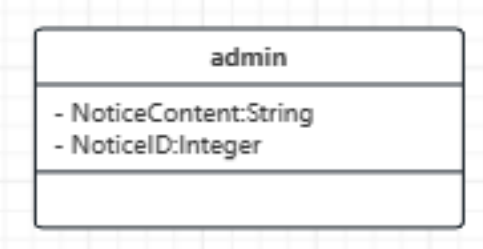 admin
- NoticeContent:String
- NoticeID:Integer